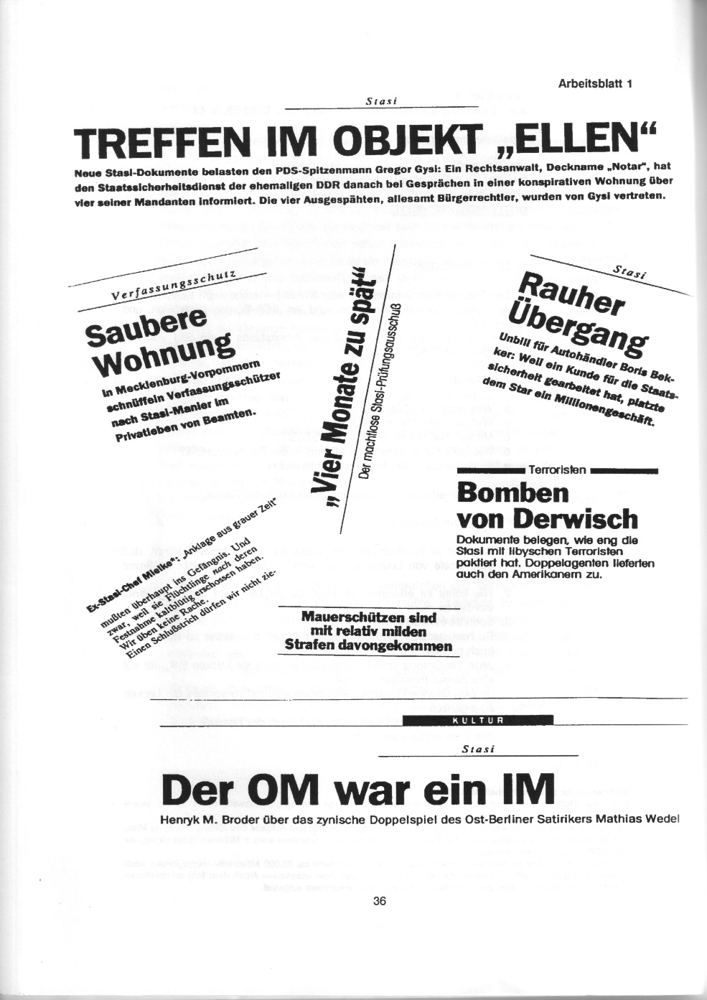 Arbeitsblatt 1
Stasi
TREFFEN IM OBJEKT „ELLEN“
Neue Stasi-Dokumente belasten den PDS-Spitzenmann Gregor Gysi: Ein Rechtsanwalt, Deckname „Notar“, hat
den Staatssicherheitsdienst der ehemaligen DDR danach bei Gesprächen in einer konspirativen Wohnung über
vier seiner Mandanten informiert. Die vier Ausgespähten, allesamt Bürgerrechtler, wurden von Gysi vertreten.
Verfassungsschutz
Saubere
Wohnung
In Mecklenburg-Vorpommern
schnüffeln Verfassungsschützer
nach Stasi-Manier im
Privatleben von Beamten.
„Vier Monate zu spät“
Der machtlose Stasi-Prüfungsausschuß
Stasi
Rauher
Übergang
Unbill für Autohändler Boris Bek-
ker: Weil ein Kunde für die Staats-
sicherheit gearbeitet hat, platzte
dem Star ein Millionengeschäft.
Terroristen
Bomben
von Derwisch
Dokumente belegen, wie eng die
Stasi mit libyschen Terroristen
paktiert hat. Doppelagenten lieferten
auch den Amerikanern zu.
Ex-Stasi-Chef Mielke*: „Anklage aus grauer Zeit“
mußten überhaupt ins Gefängnis. Und
zwar, weil sie Flüchtlinge nach deren
Festnahme kaltblütig erschossen haben.
Wir üben keine Rache.
Einen Schlußstrich dürfen wir nicht zie-
Mauerschützen sind
mit relativ milden
Strafen davongekommen
KULTUR
Stasi
Der OM war ein IM
Henryk M. Broder über das zynische Doppelspiel des Ost-Berliner Satirikers Mathias Wedel
36